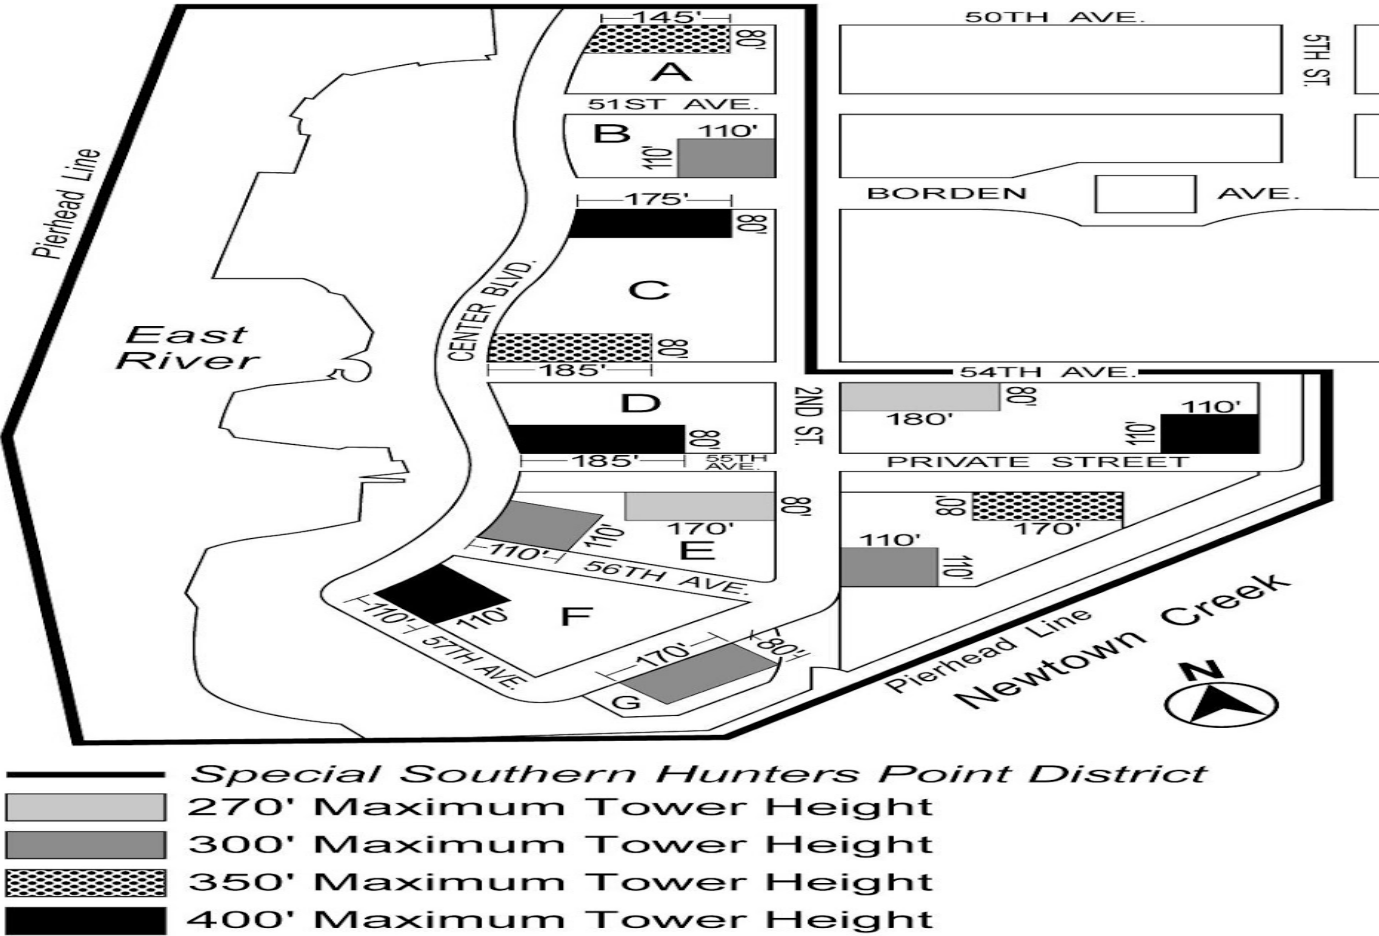 145'
50TH AVE.
80'
5TH ST.
A
51ST AVE.
B
110'
110'
Pierhead Line
BORDEN AVE.
175'
80'
C
CENTER BLVD.
East
River
80'
185'
54TH AVE.
D
2ND ST.
80'
180'
110'
110'
80'
185'
55TH
AVE.
PRIVATE STREET
80'
170'
80'
170'
110'
110'
E
110'
110'
56TH AVE.
110'
110'
F
57TH AVE.
170'
80'
G
Pierhead Line
Newtown Creek
N
Special Southern Hunters Point District
270' Maximum Tower Height
300' Maximum Tower Height
350' Maximum Tower Height
400' Maximum Tower Height